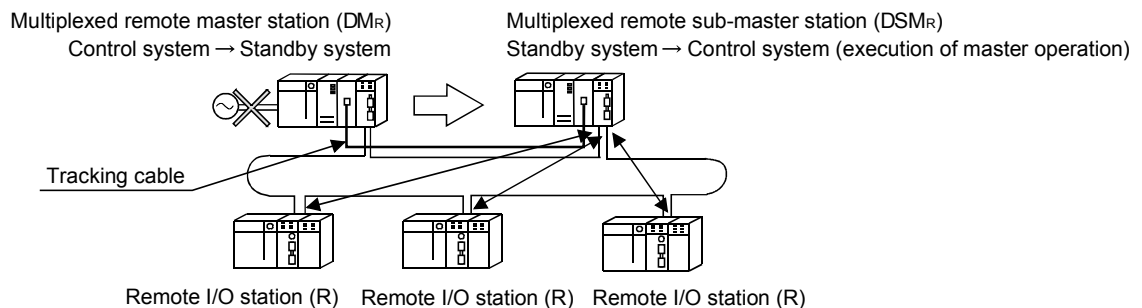 Multiplexed remote master station (DMR)
Control system → Standby system
Multiplexed remote sub-master station (DSMR)
Standby system → Control system (execution of master operation)
Tracking cable
Remote I/O station (R)
Remote I/O station (R)
Remote I/O station (R)